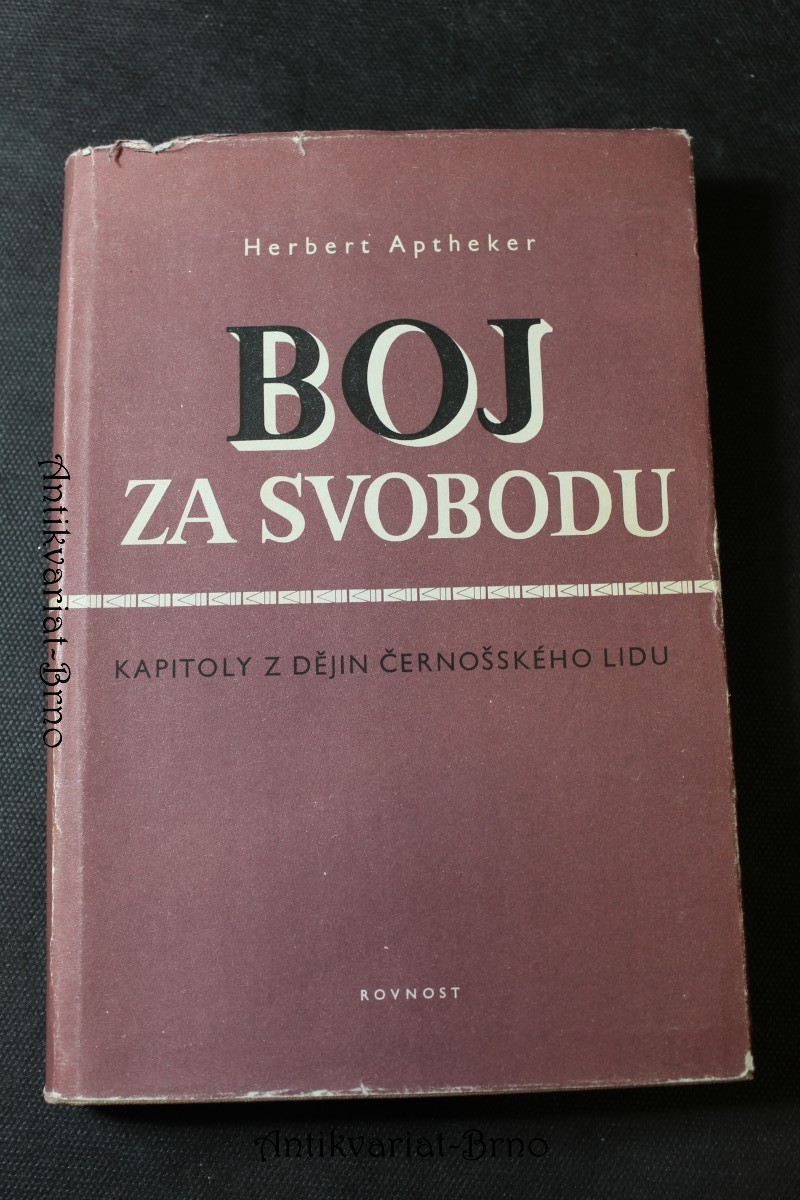 Herbert Aptheker
BOJ
ZA SVOBODU
KAPITOLY Z DĚJIN ČERNOŠSKÉHO LIDU
ROVNOST
Antikvariat-Brno
Antikvariat-Brno